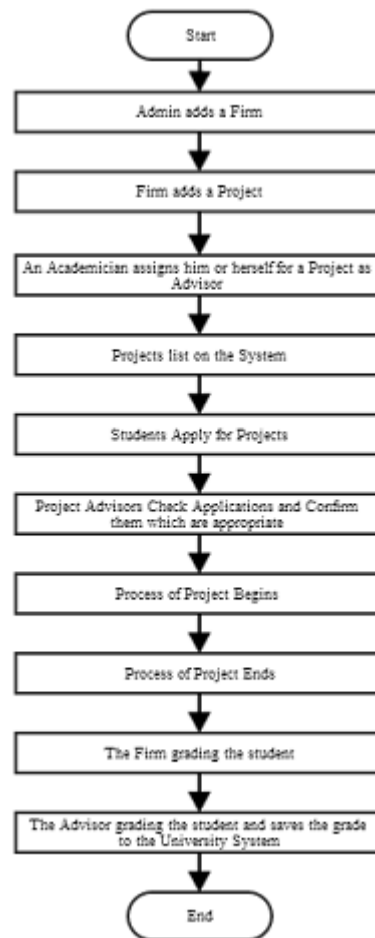 Start
Admin adds a Firm
Firm adds a Project
An Academician assigns him or herself for a Project as
Advisor
Projects list on the System
Students Apply for Projects
Project Advisors Check Applications and Confirm
them which are appropriate
Process of Project Begins
Process of Project Ends
The Firm grading the student
The Advisor grading the student and saves the grade
to the University System
End